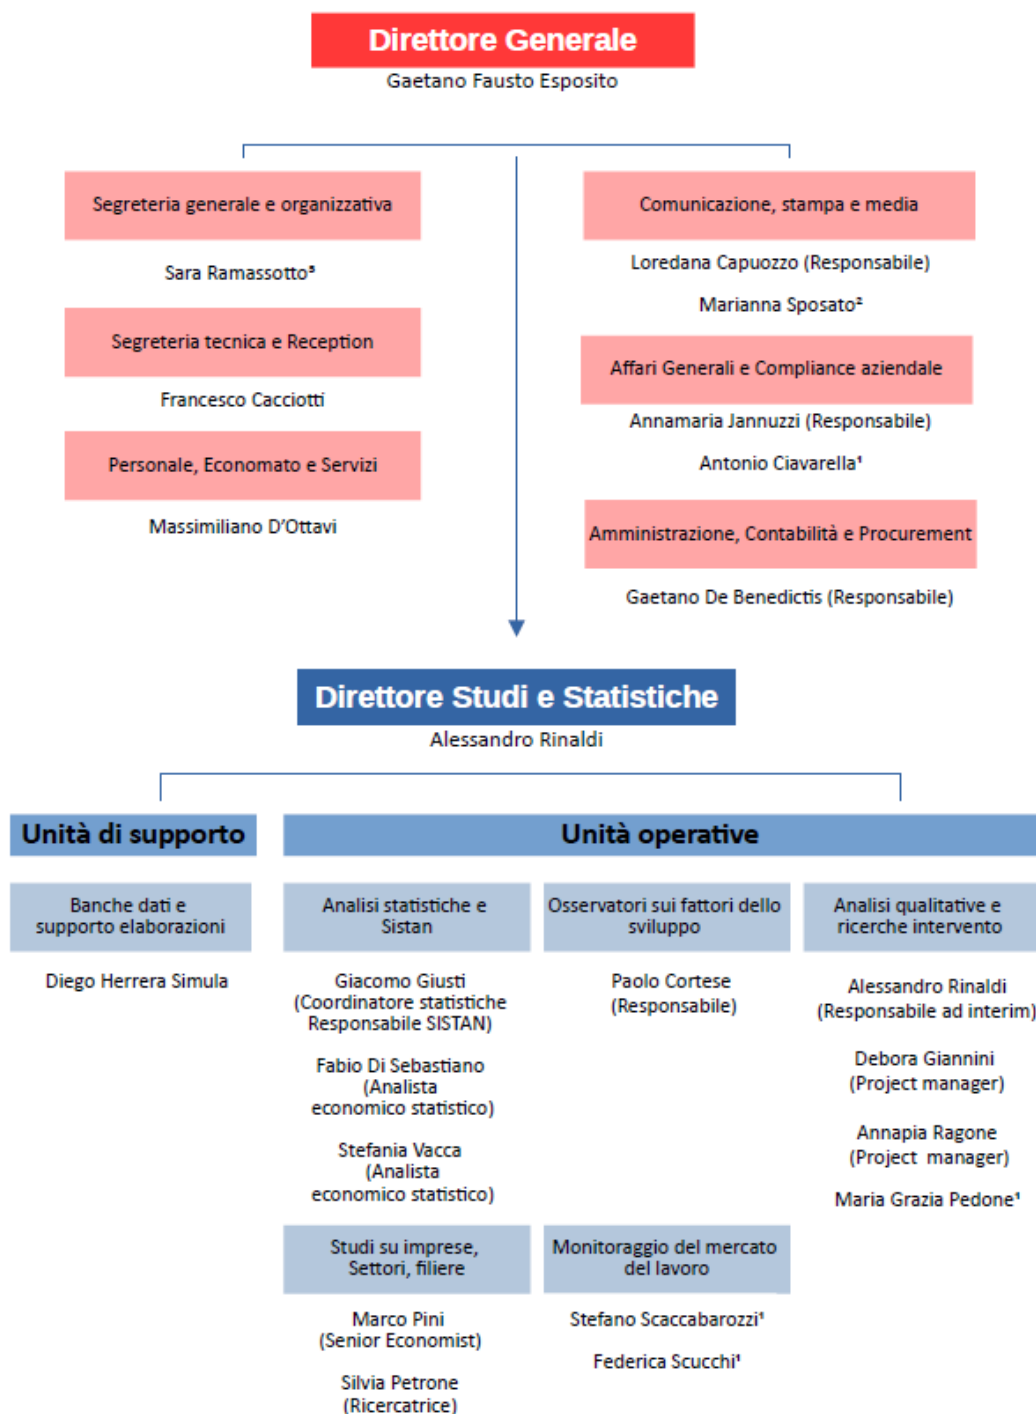 Direttore Generale
Gaetano Fausto Esposito
Segreteria generale e organizzativa
Sara Ramassotto³
Segreteria tecnica e Reception
Francesco Cacciotti
Personale, Economato e Servizi
Massimiliano D’Ottavi
Comunicazione, stampa e media
Loredana Capuozzo (Responsabile)
Marianna Sposato²
Affari Generali e Compliance aziendale
Annamaria Jannuzzi (Responsabile)
Antonio Ciavarella¹
Amministrazione, Contabilità e Procurement
Gaetano De Benedictis (Responsabile)
Direttore Studi e Statistiche
Alessandro Rinaldi
Unità di supporto
Banche dati e
supporto elaborazioni
Diego Herrera Simula
Unità operative
Analisi statistiche e
Sistan
Giacomo Giusti
(Coordinatore statistiche
Responsabile SISTAN)
Fabio Di Sebastiano
(Analista
economico statistico)
Stefania Vacca
(Analista
economico statistico)
Studi su imprese,
Settori, filiere
Marco Pini
(Senior Economist)
Silvia Petrone
(Ricercatrice)
Osservatori sui fattori dello
sviluppo
Paolo Cortese
(Responsabile)
Monitoraggio del mercato
del lavoro
Stefano Scaccabarozzi¹
Federica Scucchi¹
Analisi qualitative e
ricerche intervento
Alessandro Rinaldi
(Responsabile ad interim)
Debora Giannini
(Project manager)
Annapia Ragone
(Project manager)
Maria Grazia Pedone¹